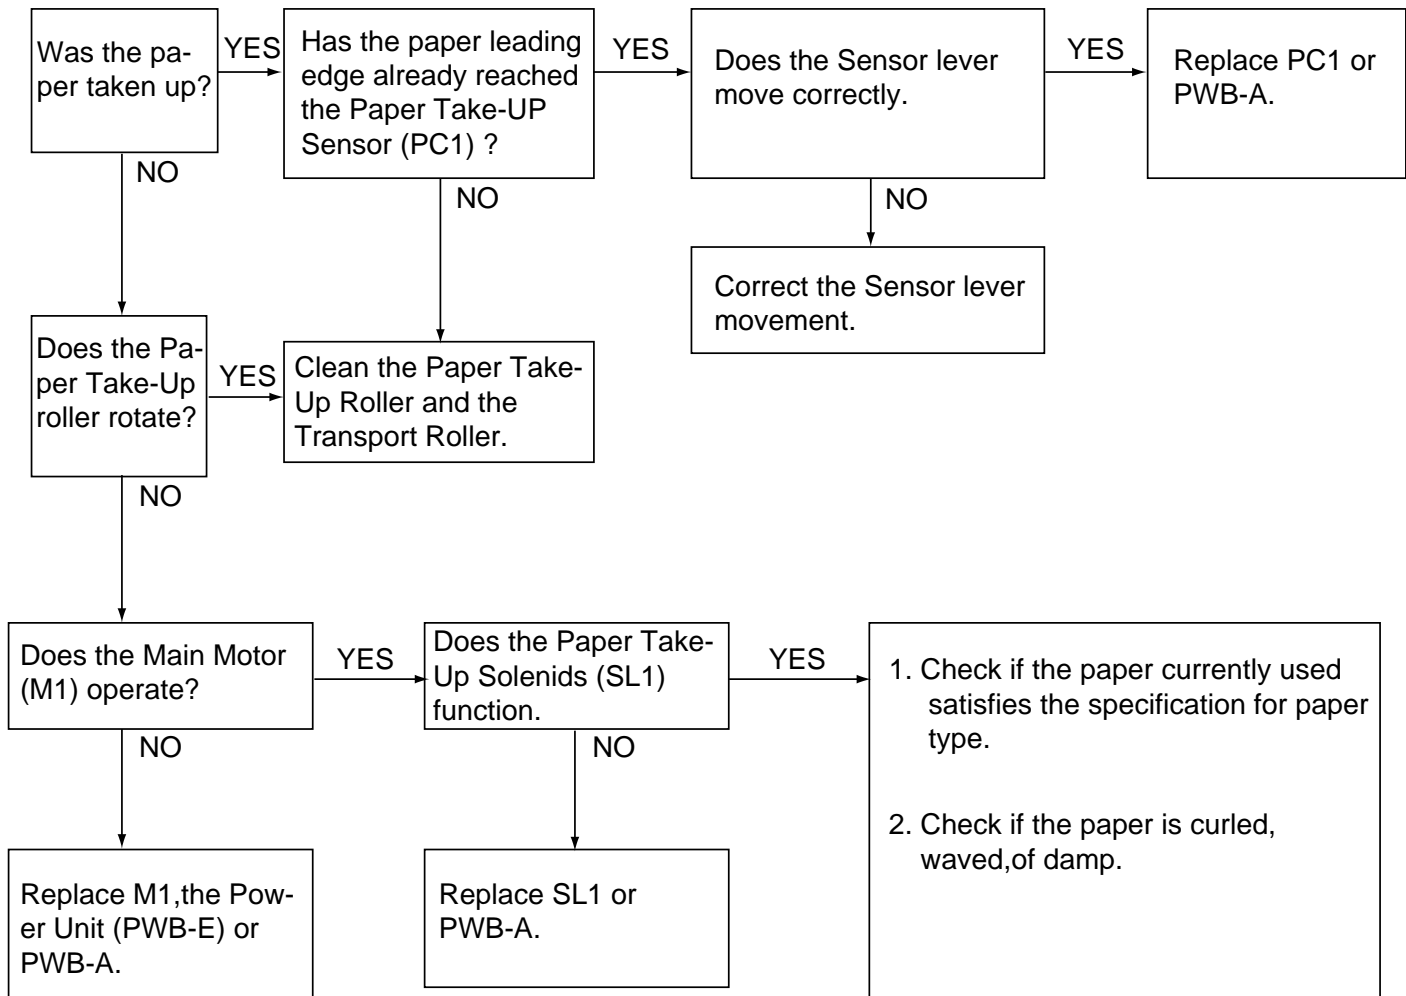 Was the pa-
per taken up?
YES
Has the paper leading
edge already reached
the Paper Take-UP
Sensor (PC1) ?
YES
Does the Sensor lever
move correctly.
YES
Replace PC1 or
PWB-A.
NO
NO
NO
Correct the Sensor lever
movement.
Does the Pa-
per Take-Up
roller rotate?
YES
Clean the Paper Take-
Up Roller and the
Transport Roller.
NO
Does the Main Motor
(M1) operate?
YES
Does the Paper Take-
Up Solenids (SL1)
function.
YES
1. Check if the paper currently used
satisfies the specification for paper
type.
2. Check if the paper is curled,
waved,of damp.
NO
NO
Replace M1,the Pow-
er Unit (PWB-E) or
PWB-A.
Replace SL1 or
PWB-A.